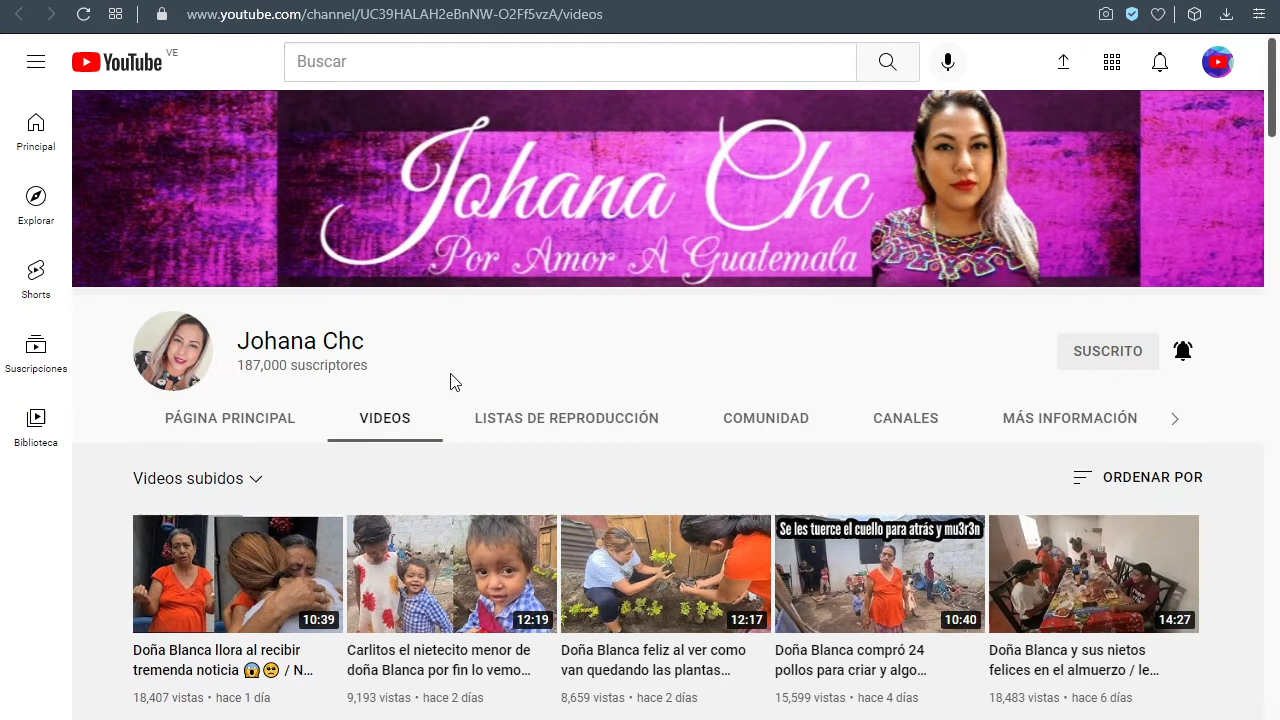 www.youtube.com/channel/UC39HALAH2eBnNW-O2Ff5vzA/videos
YouTube VE
Buscar
Principal
Explorar
Shorts
Suscripciones
Biblioteca
Johana Chc
Por Amor A Guatemala
Johana Chc
187,000 suscriptores
SUSCRITO
PÁGINA PRINCIPAL VIDEOS LISTAS DE REPRODUCCIÓN COMUNIDAD CANALES MÁS INFORMACIÓN
Videos subidos
ORDENAR POR
Se les tuerce el cuello para atrás y mu3r3n
10:39 12:19 12:17 10:40 14:27
Doña Blanca llora al recibir
tremenda noticia 😱🥺 / N...
18,407 vistas • hace 1 día
Carlitos el nietecito menor de
doña Blanca por fin lo vemo...
9,193 vistas • hace 2 días
Doña Blanca feliz al ver como
van quedando las plantas...
8,659 vistas • hace 2 días
Doña Blanca compró 24
pollos para criar y algo...
15,599 vistas • hace 4 días
Doña Blanca y sus nietos
felices en el almuerzo / le...
18,483 vistas • hace 6 días